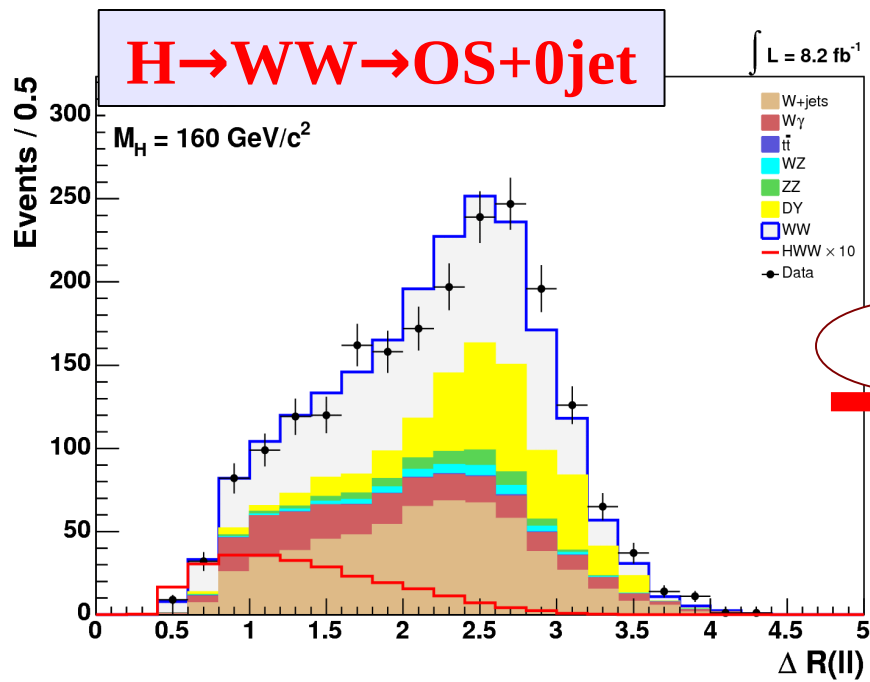 H→WW→OS+0jet
∫ L = 8.2 fb⁻¹
M_H = 160 GeV/c²
Events / 0.5
300
250
200
150
100
50
0
W+jets
Wγ
tt̄
WZ
ZZ
DY
WW
HWW × 10
Data
0 0.5 1 1.5 2 2.5 3 3.5 4 4.5 5
Δ R(ll)